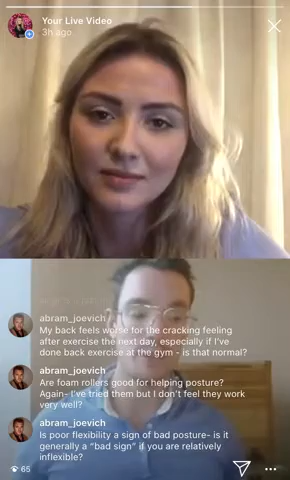 Your Live Video
3h ago
abram_joevich
My back feels worse for the cracking feeling
after exercise the next day, especially if I've
done back exercise at the gym - is that normal?
abram_joevich
Are foam rollers good for helping posture?
Again- I've tried them but I don't feel they work
very well?
abram_joevich
Is poor flexibility a sign of bad posture- is it
generally a “bad sign” if you are relatively
inflexible?
65